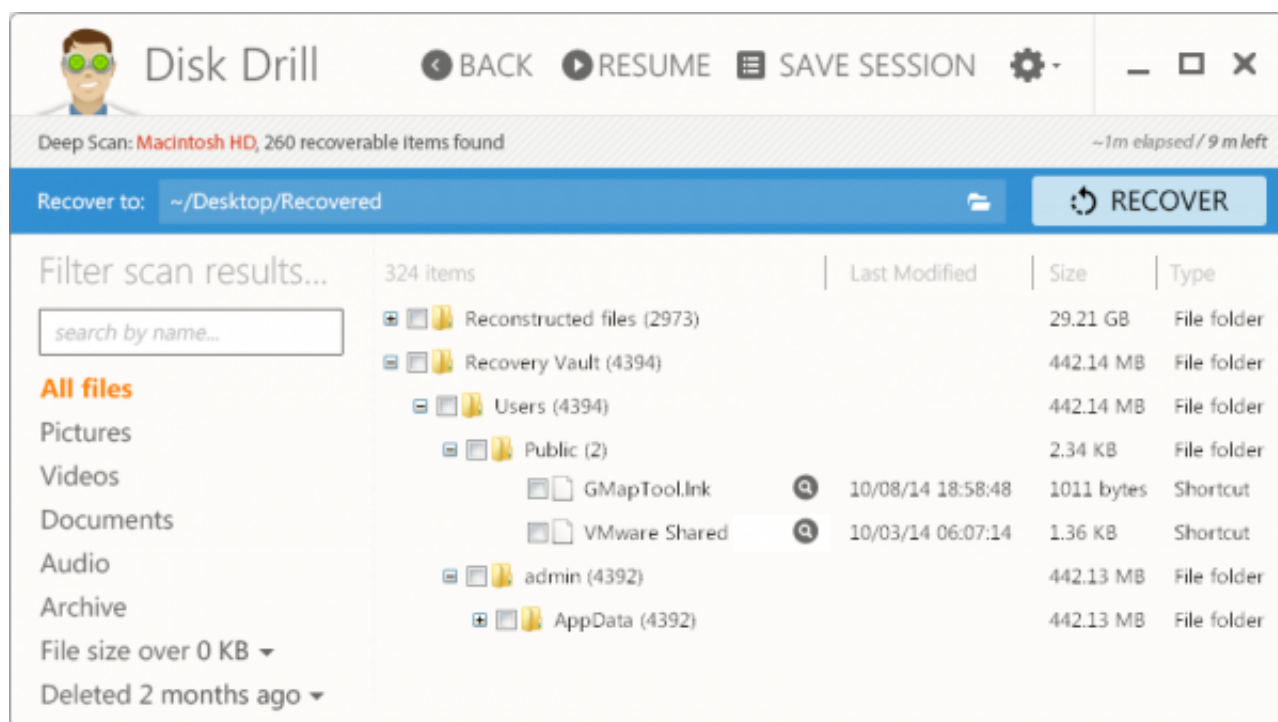 Disk Drill BACK RESUME SAVE SESSION
Deep Scan: Macintosh HD, 260 recoverable items found ~1m elapsed / 9 m left
Recover to: ~/Desktop/Recovered RECOVER
Filter scan results... 324 items Last Modified Size Type
search by name...
Reconstructed files (2973) 29.21 GB File folder
Recovery Vault (4394) 442.14 MB File folder
All files
Users (4394) 442.14 MB File folder
Pictures
Public (2) 2.34 KB File folder
Videos
GMapTool.lnk 10/08/14 18:58:48 1011 bytes Shortcut
Documents
VMware Shared 10/03/14 06:07:14 1.36 KB Shortcut
Audio
admin (4392) 442.13 MB File folder
Archive
AppData (4392) 442.13 MB File folder
File size over 0 KB
Deleted 2 months ago